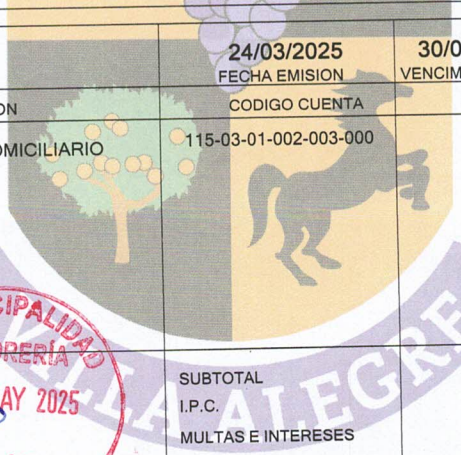 24/03/2025 30/0
FECHA EMISION VENCIM
ON CODIGO CUENTA
OMICILIARIO 115-03-01-002-003-000
CIPALIDAD
ORERÍA
AY 2025
SUBTOTAL
I.P.C.
MULTAS E INTERESES
VILLA ALEGRE